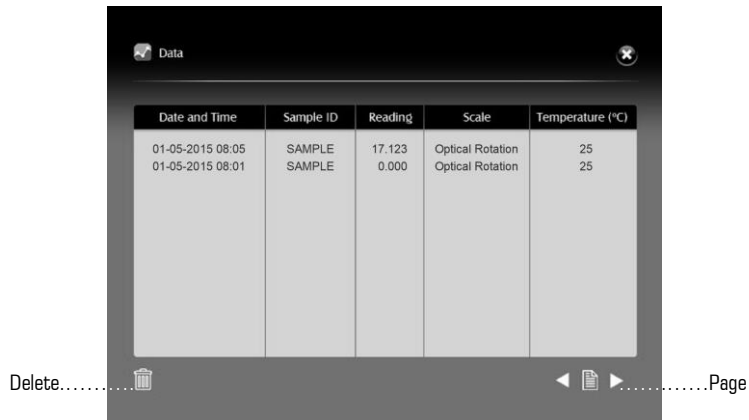 Data
Date and Time Sample ID Reading Scale Temperature (ºC)
01-05-2015 08:05 SAMPLE 17.123 Optical Rotation 25
01-05-2015 08:01 SAMPLE 0.000 Optical Rotation 25
Delete............ .............Page